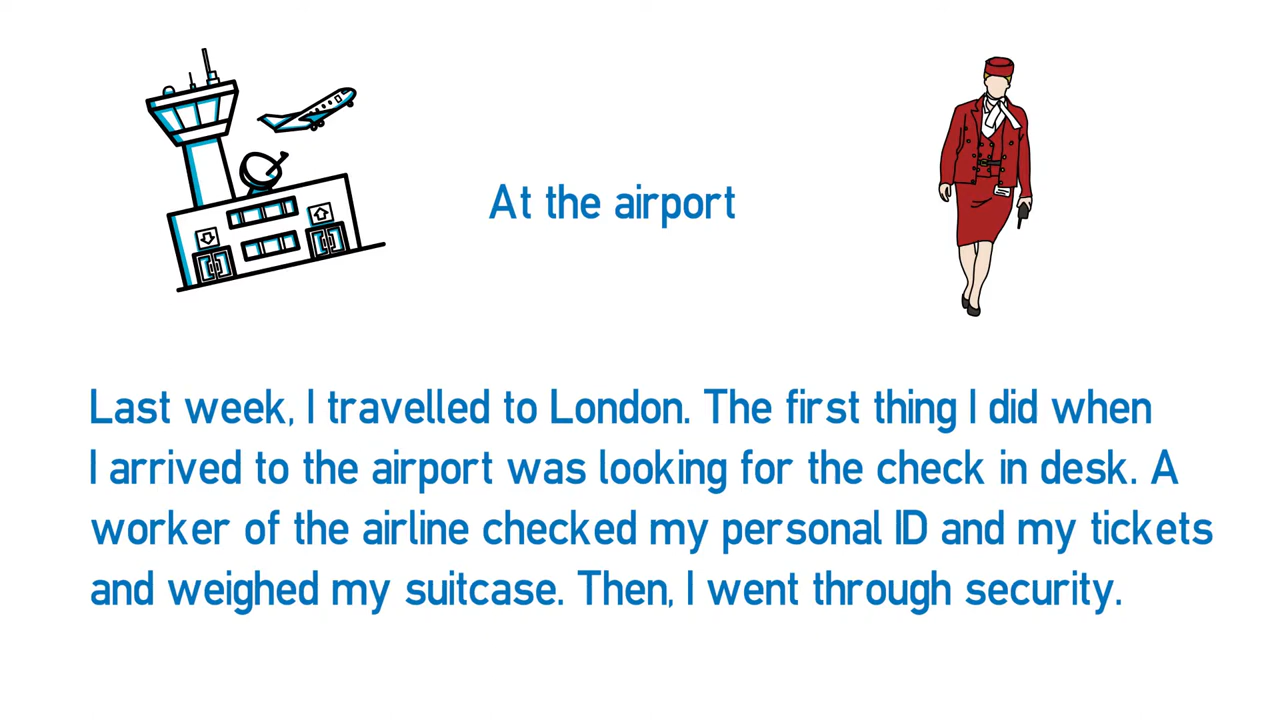 At the airport
Last week, I travelled to London. The first thing I did when
I arrived to the airport was looking for the check in desk. A
worker of the airline checked my personal ID and my tickets
and weighed my suitcase. Then, I went through security.